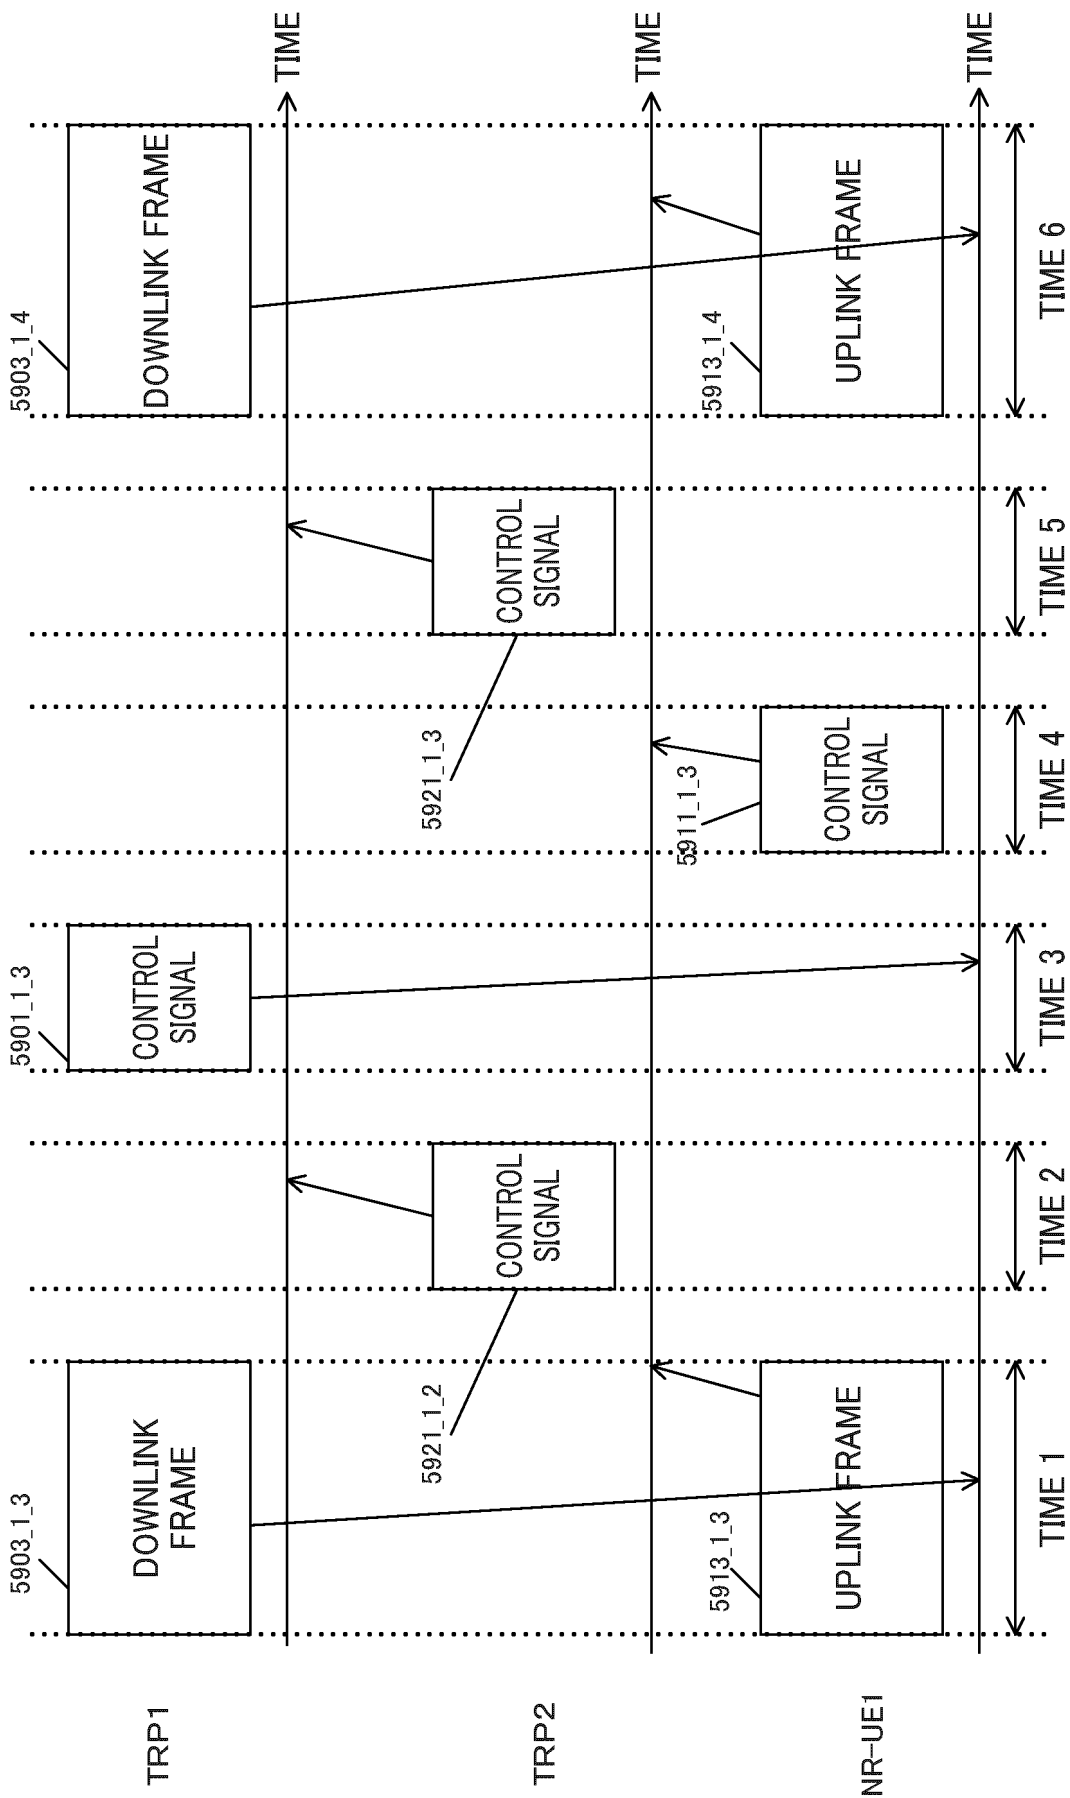 TRP1
5903_1_3
DOWNLINK
FRAME
5901_1_3
CONTROL
SIGNAL
5903_1_4
DOWNLINK FRAME
TIME
TRP2
5921_1_2
CONTROL
SIGNAL
5921_1_3
CONTROL
SIGNAL
TIME
NR-UE1
5913_1_3
UPLINK FRAME
5911_1_3
CONTROL
SIGNAL
5913_1_4
UPLINK FRAME
TIME
TIME 1
TIME 2
TIME 3
TIME 4
TIME 5
TIME 6